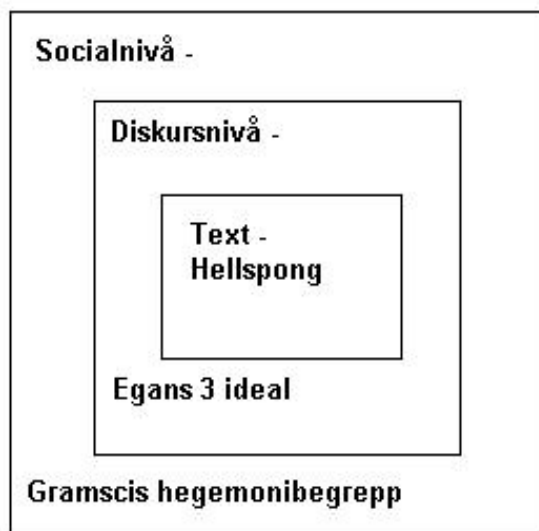 Socialnivå -
Diskursnivå -
Text -
Hellspong
Egans 3 ideal
Gramscis hegemonibegrepp